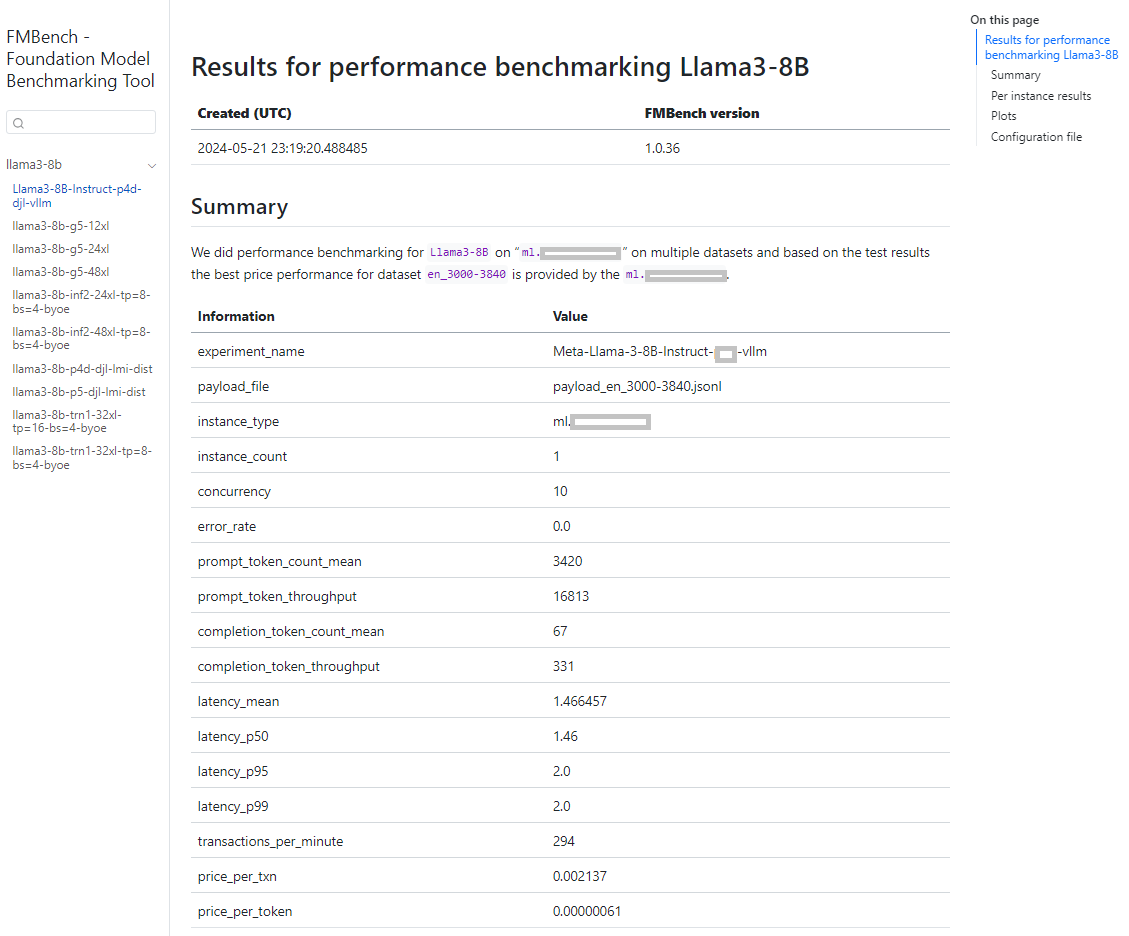 FMBench -
Foundation Model
Benchmarking Tool
llama3-8b
Llama3-8B-Instruct-p4d-
djl-vllm
llama3-8b-g5-12xl
llama3-8b-g5-24xl
llama3-8b-g5-48xl
llama3-8b-inf2-24xl-tp=8-
bs=4-byoe
llama3-8b-inf2-48xl-tp=8-
bs=4-byoe
llama3-8b-p4d-djl-lmi-dist
llama3-8b-p5-djl-lmi-dist
llama3-8b-trn1-32xl-
tp=16-bs=4-byoe
llama3-8b-trn1-32xl-tp=8-
bs=4-byoe
Results for performance benchmarking Llama3-8B
Created (UTC) FMBench version
2024-05-21 23:19:20.488485 1.0.36
Summary
We did performance benchmarking for Llama3-8B on “ml. ” on multiple datasets and based on the test results
the best price performance for dataset en_3000-3840 is provided by the ml. .
Information Value
experiment_name Meta-Llama-3-8B-Instruct- -vllm
payload_file payload_en_3000-3840.jsonl
instance_type ml.
instance_count 1
concurrency 10
error_rate 0.0
prompt_token_count_mean 3420
prompt_token_throughput 16813
completion_token_count_mean 67
completion_token_throughput 331
latency_mean 1.466457
latency_p50 1.46
latency_p95 2.0
latency_p99 2.0
transactions_per_minute 294
price_per_txn 0.002137
price_per_token 0.00000061
On this page
Results for performance
benchmarking Llama3-8B
Summary
Per instance results
Plots
Configuration file